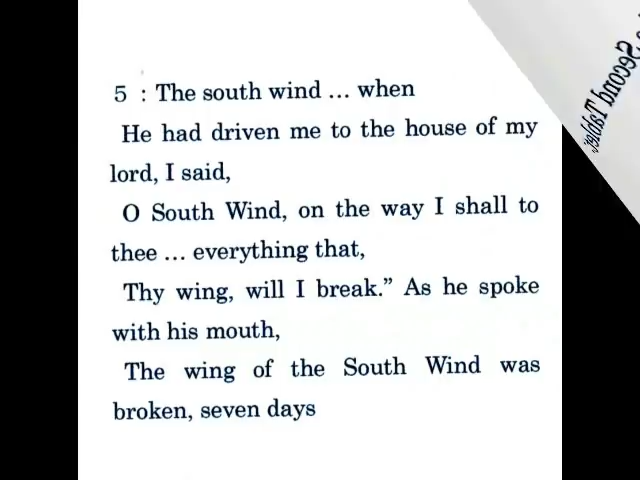 Second Tablet
5 : The south wind ... when
He had driven me to the house of my
lord, I said,
O South Wind, on the way I shall to
thee ... everything that,
Thy wing, will I break.” As he spoke
with his mouth,
The wing of the South Wind was
broken, seven days